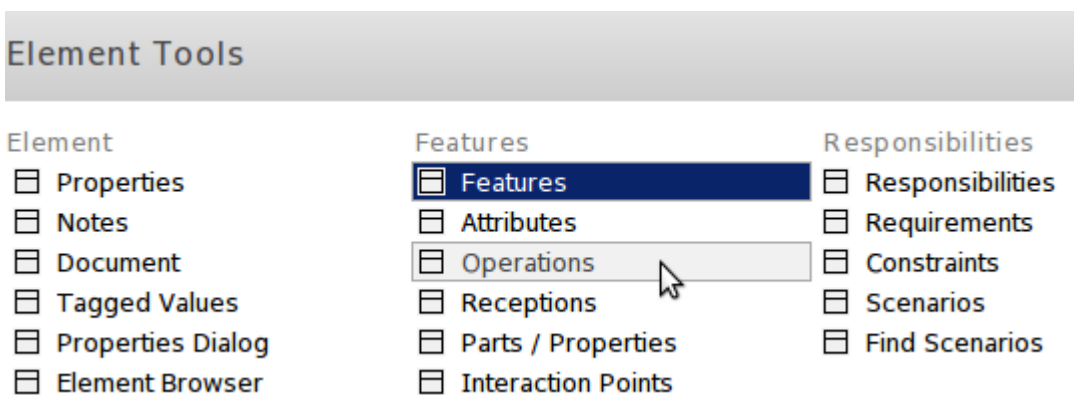 Element Tools
Element
Properties
Notes
Document
Tagged Values
Properties Dialog
Element Browser
Features
Features
Attributes
Operations
Receptions
Parts / Properties
Interaction Points
Responsibilities
Responsibilities
Requirements
Constraints
Scenarios
Find Scenarios